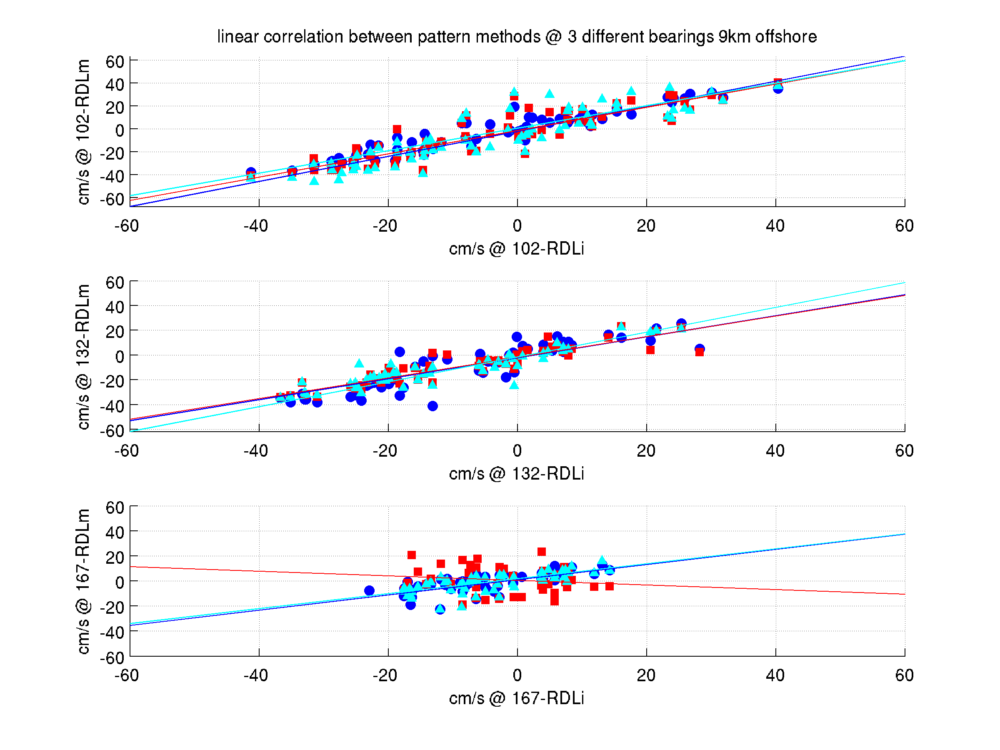 linear correlation between pattern methods @ 3 different bearings 9km offshore
cm/s @ 102-RDLm
60
40
20
0
-20
-40
-60
-60 -40 -20 0 20 40 60
cm/s @ 102-RDLi
cm/s @ 132-RDLm
60
40
20
0
-20
-40
-60
-60 -40 -20 0 20 40 60
cm/s @ 132-RDLi
cm/s @ 167-RDLm
60
40
20
0
-20
-40
-60
-60 -40 -20 0 20 40 60
cm/s @ 167-RDLi